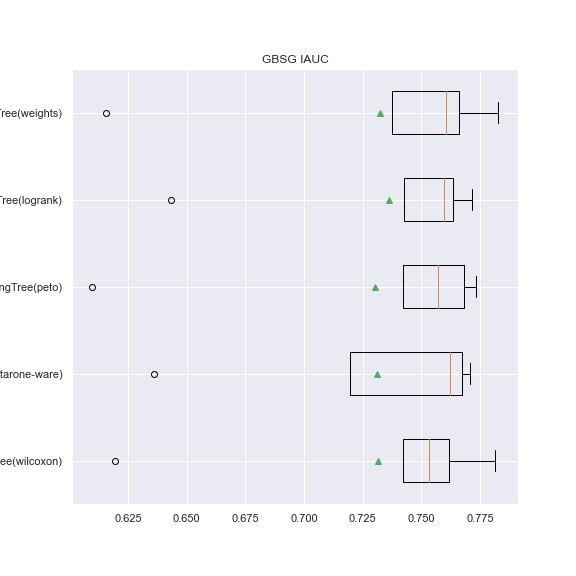 GBSG IAUC
Tree(weights)
Tree(logrank)
ngTree(peto)
tarone-ware)
ee(wilcoxon)
0.625 0.650 0.675 0.700 0.725 0.750 0.775